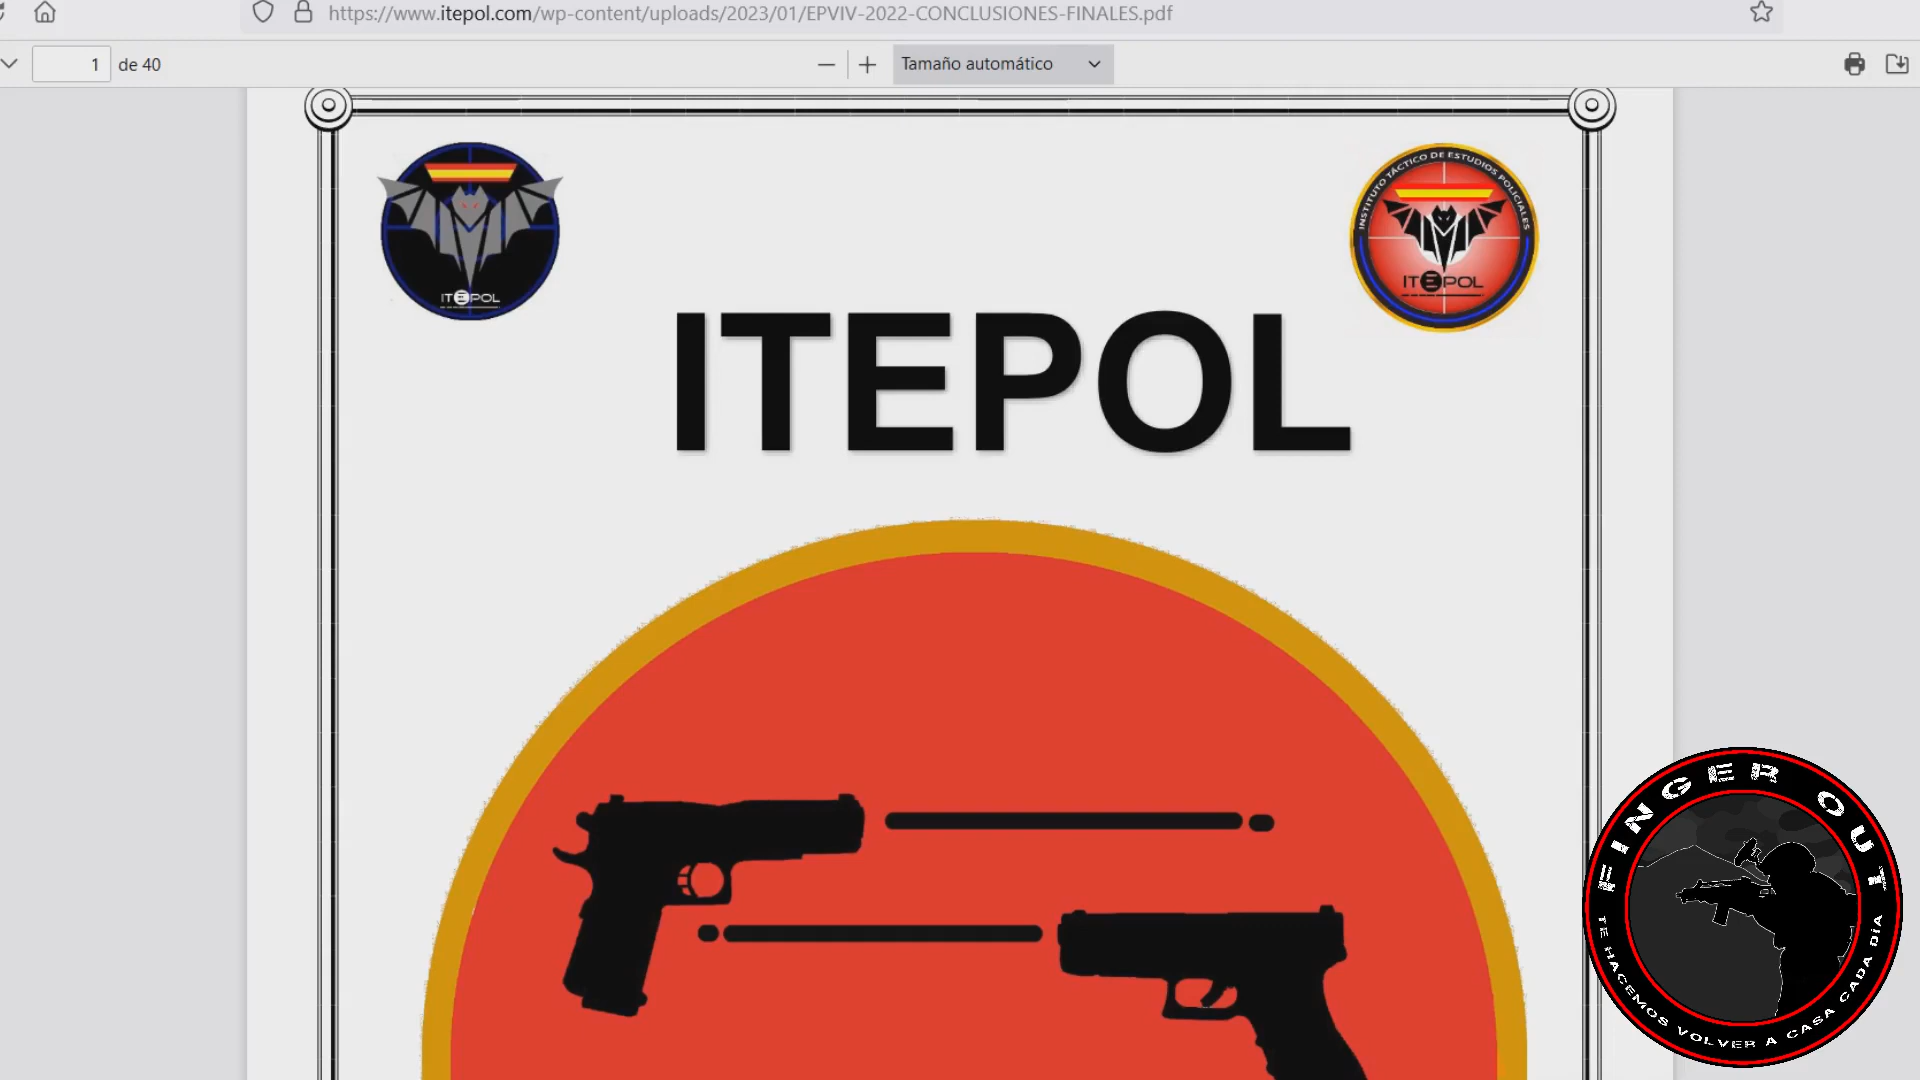 https://www.itepol.com/wp-content/uploads/2023/01/EPVIV-2022-CONCLUSIONES-FINALES.pdf
1 de 40
Tamaño automático
ITEPOL
INSTITUTO TÁCTICO DE ESTUDIOS POLICIALES
ITEPOL
ITEPOL
FINGER OUT
TE HACEMOS VOLVER A CASA CADA DÍA